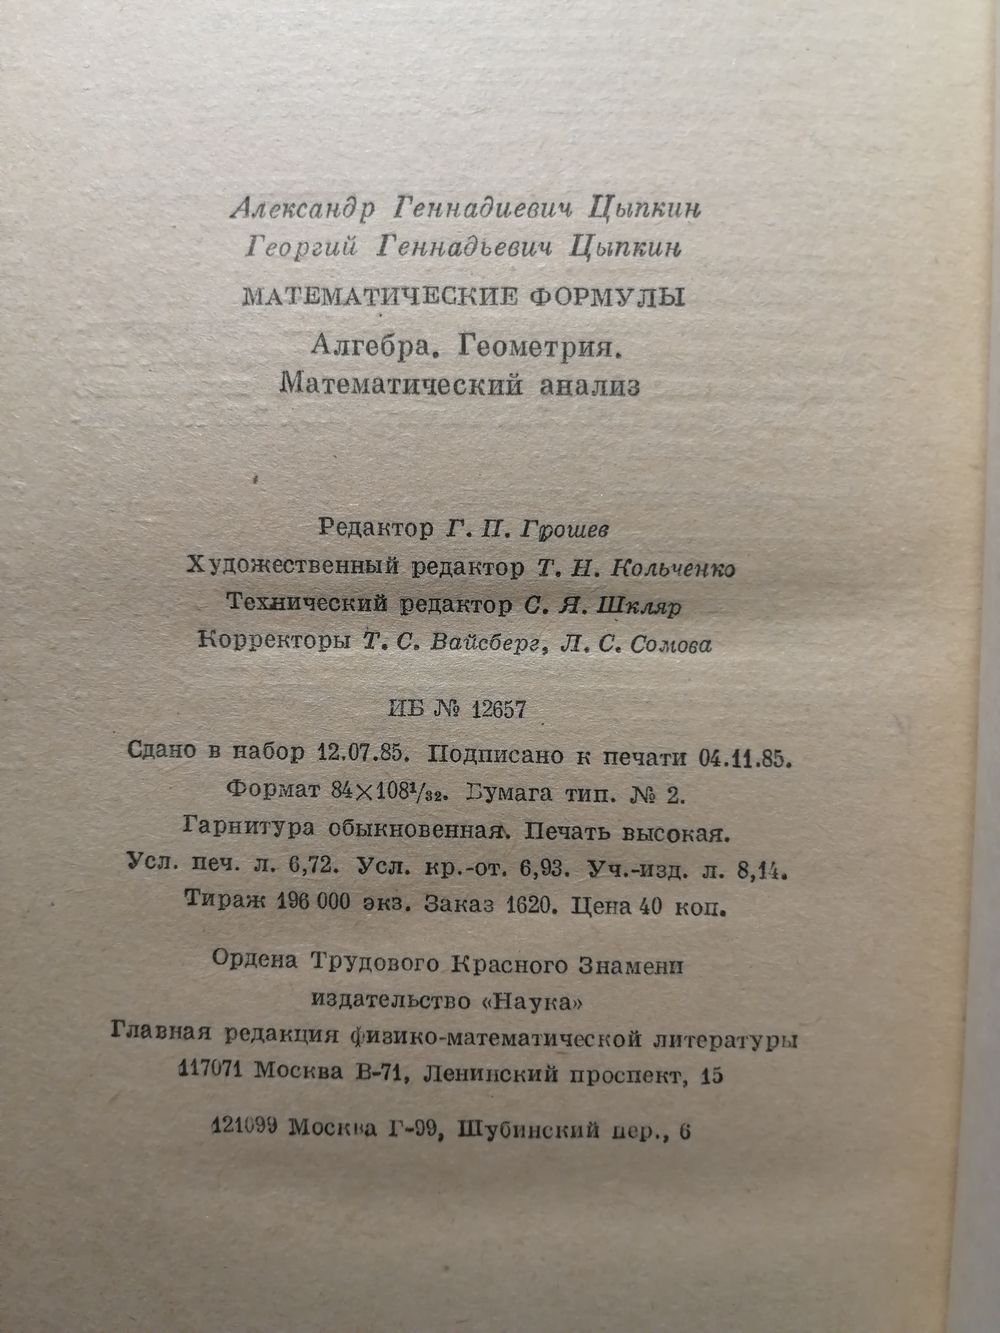 Александр Геннадиевич Цыпкин
Георгий Геннадьевич Цыпкин
МАТЕМАТИЧЕСКИЕ ФОРМУЛЫ
Алгебра. Геометрия.
Математический анализ
Редактор Г. П. Грошев
Художественный редактор Т. Н. Кольченко
Технический редактор С. Я. Шкляр
Корректоры Т. С. Вайсберг, Л. С. Сомова
ИБ № 12657
Сдано в набор 12.07.85. Подписано к печати 04.11.85.
Формат 84×108¹/₃₂. Бумага тип. № 2.
Гарнитура обыкновенная. Печать высокая.
Усл. печ. л. 6,72. Усл. кр.-от. 6,93. Уч.-изд. л. 8,14.
Тираж 196 000 экз. Заказ 1620. Цена 40 коп.
Ордена Трудового Красного Знамени
издательство «Наука»
Главная редакция физико-математической литературы
117071 Москва В-71, Ленинский проспект, 15
121099 Москва Г-99, Шубинский пер., 6